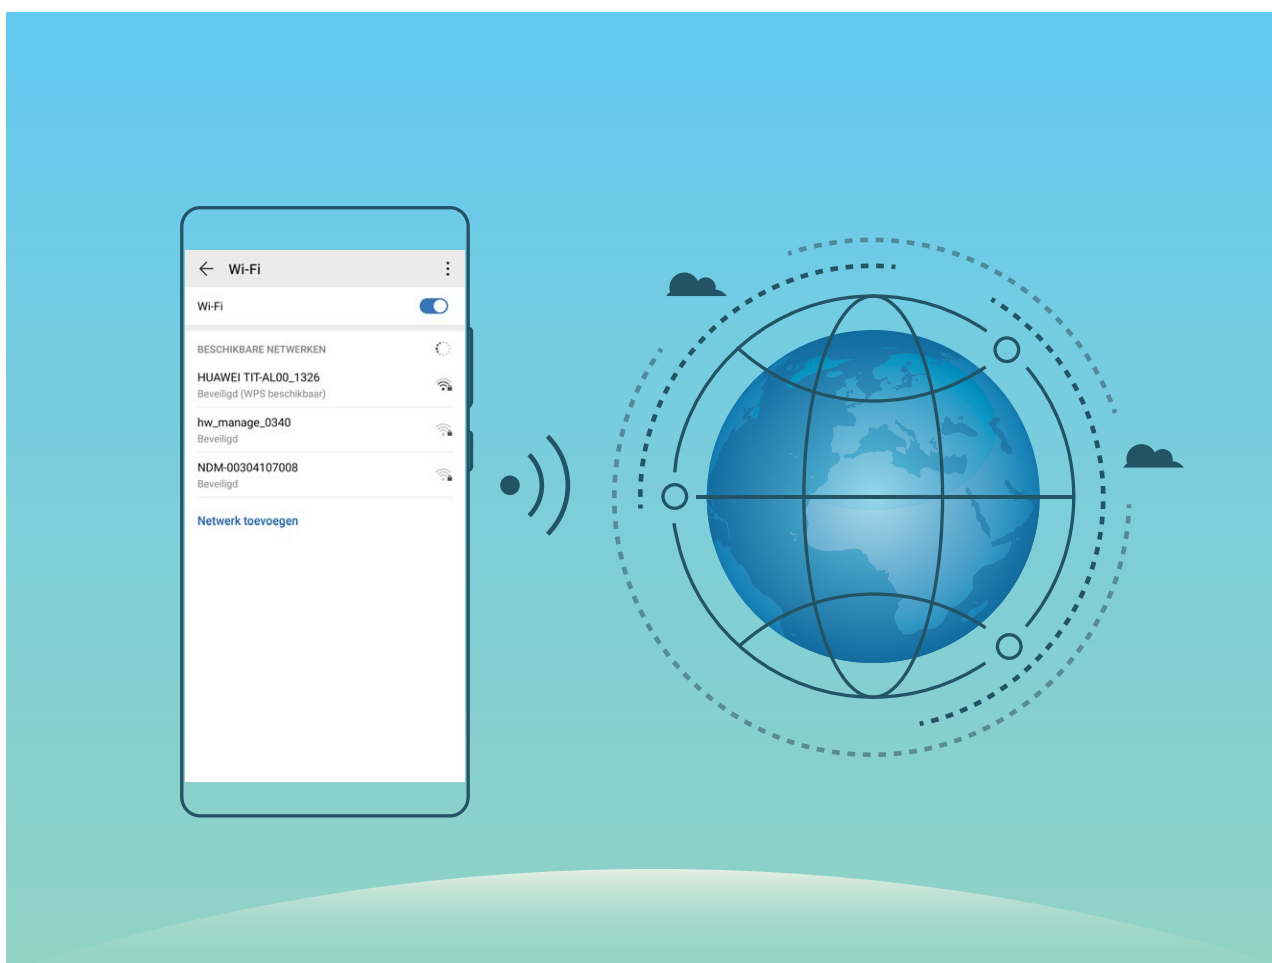 Wi-Fi
Wi-Fi
BESCHIKBARE NETWERKEN
HUAWEI TIT-AL00_1326
Beveiligd (WPS beschikbaar)
hw_manage_0340
Beveiligd
NDM-00304107008
Beveiligd
Netwerk toevoegen